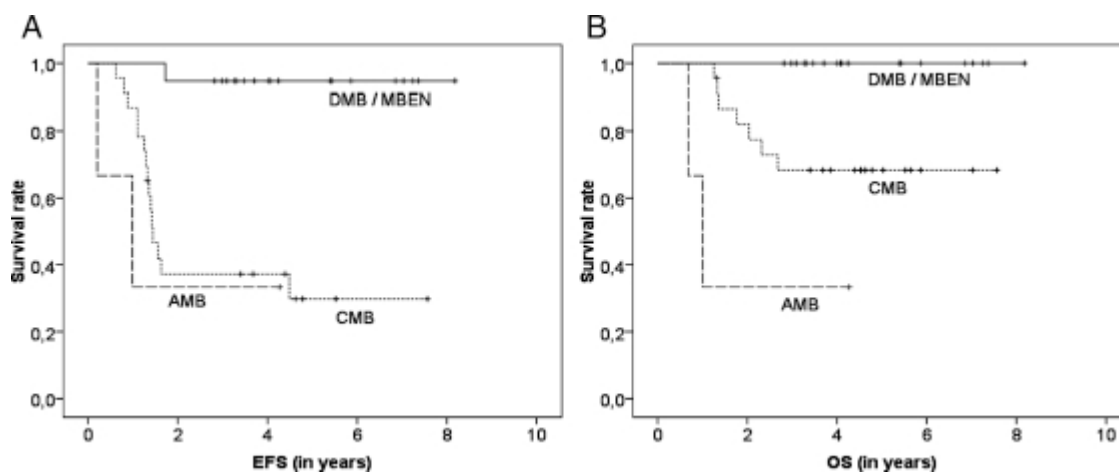 A
Survival rate
1,0
0,8
0,6
0,4
0,2
0,0
DMB / MBEN
AMB
CMB
0 2 4 6 8 10
EFS (in years)
B
Survival rate
1,0
0,8
0,6
0,4
0,2
0,0
DMB / MBEN
CMB
AMB
0 2 4 6 8 10
OS (in years)